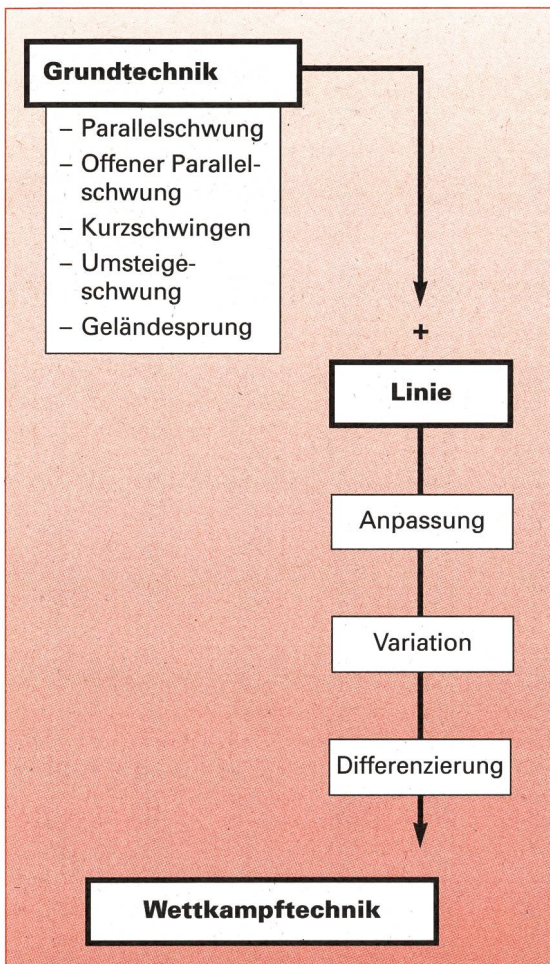 Grundtechnik
– Parallelschwung
– Offener Parallel-
schwung
– Kurzschwingen
– Umsteige-
schwung
– Geländesprung
+
Linie
Anpassung
Variation
Differenzierung
Wettkampftechnik